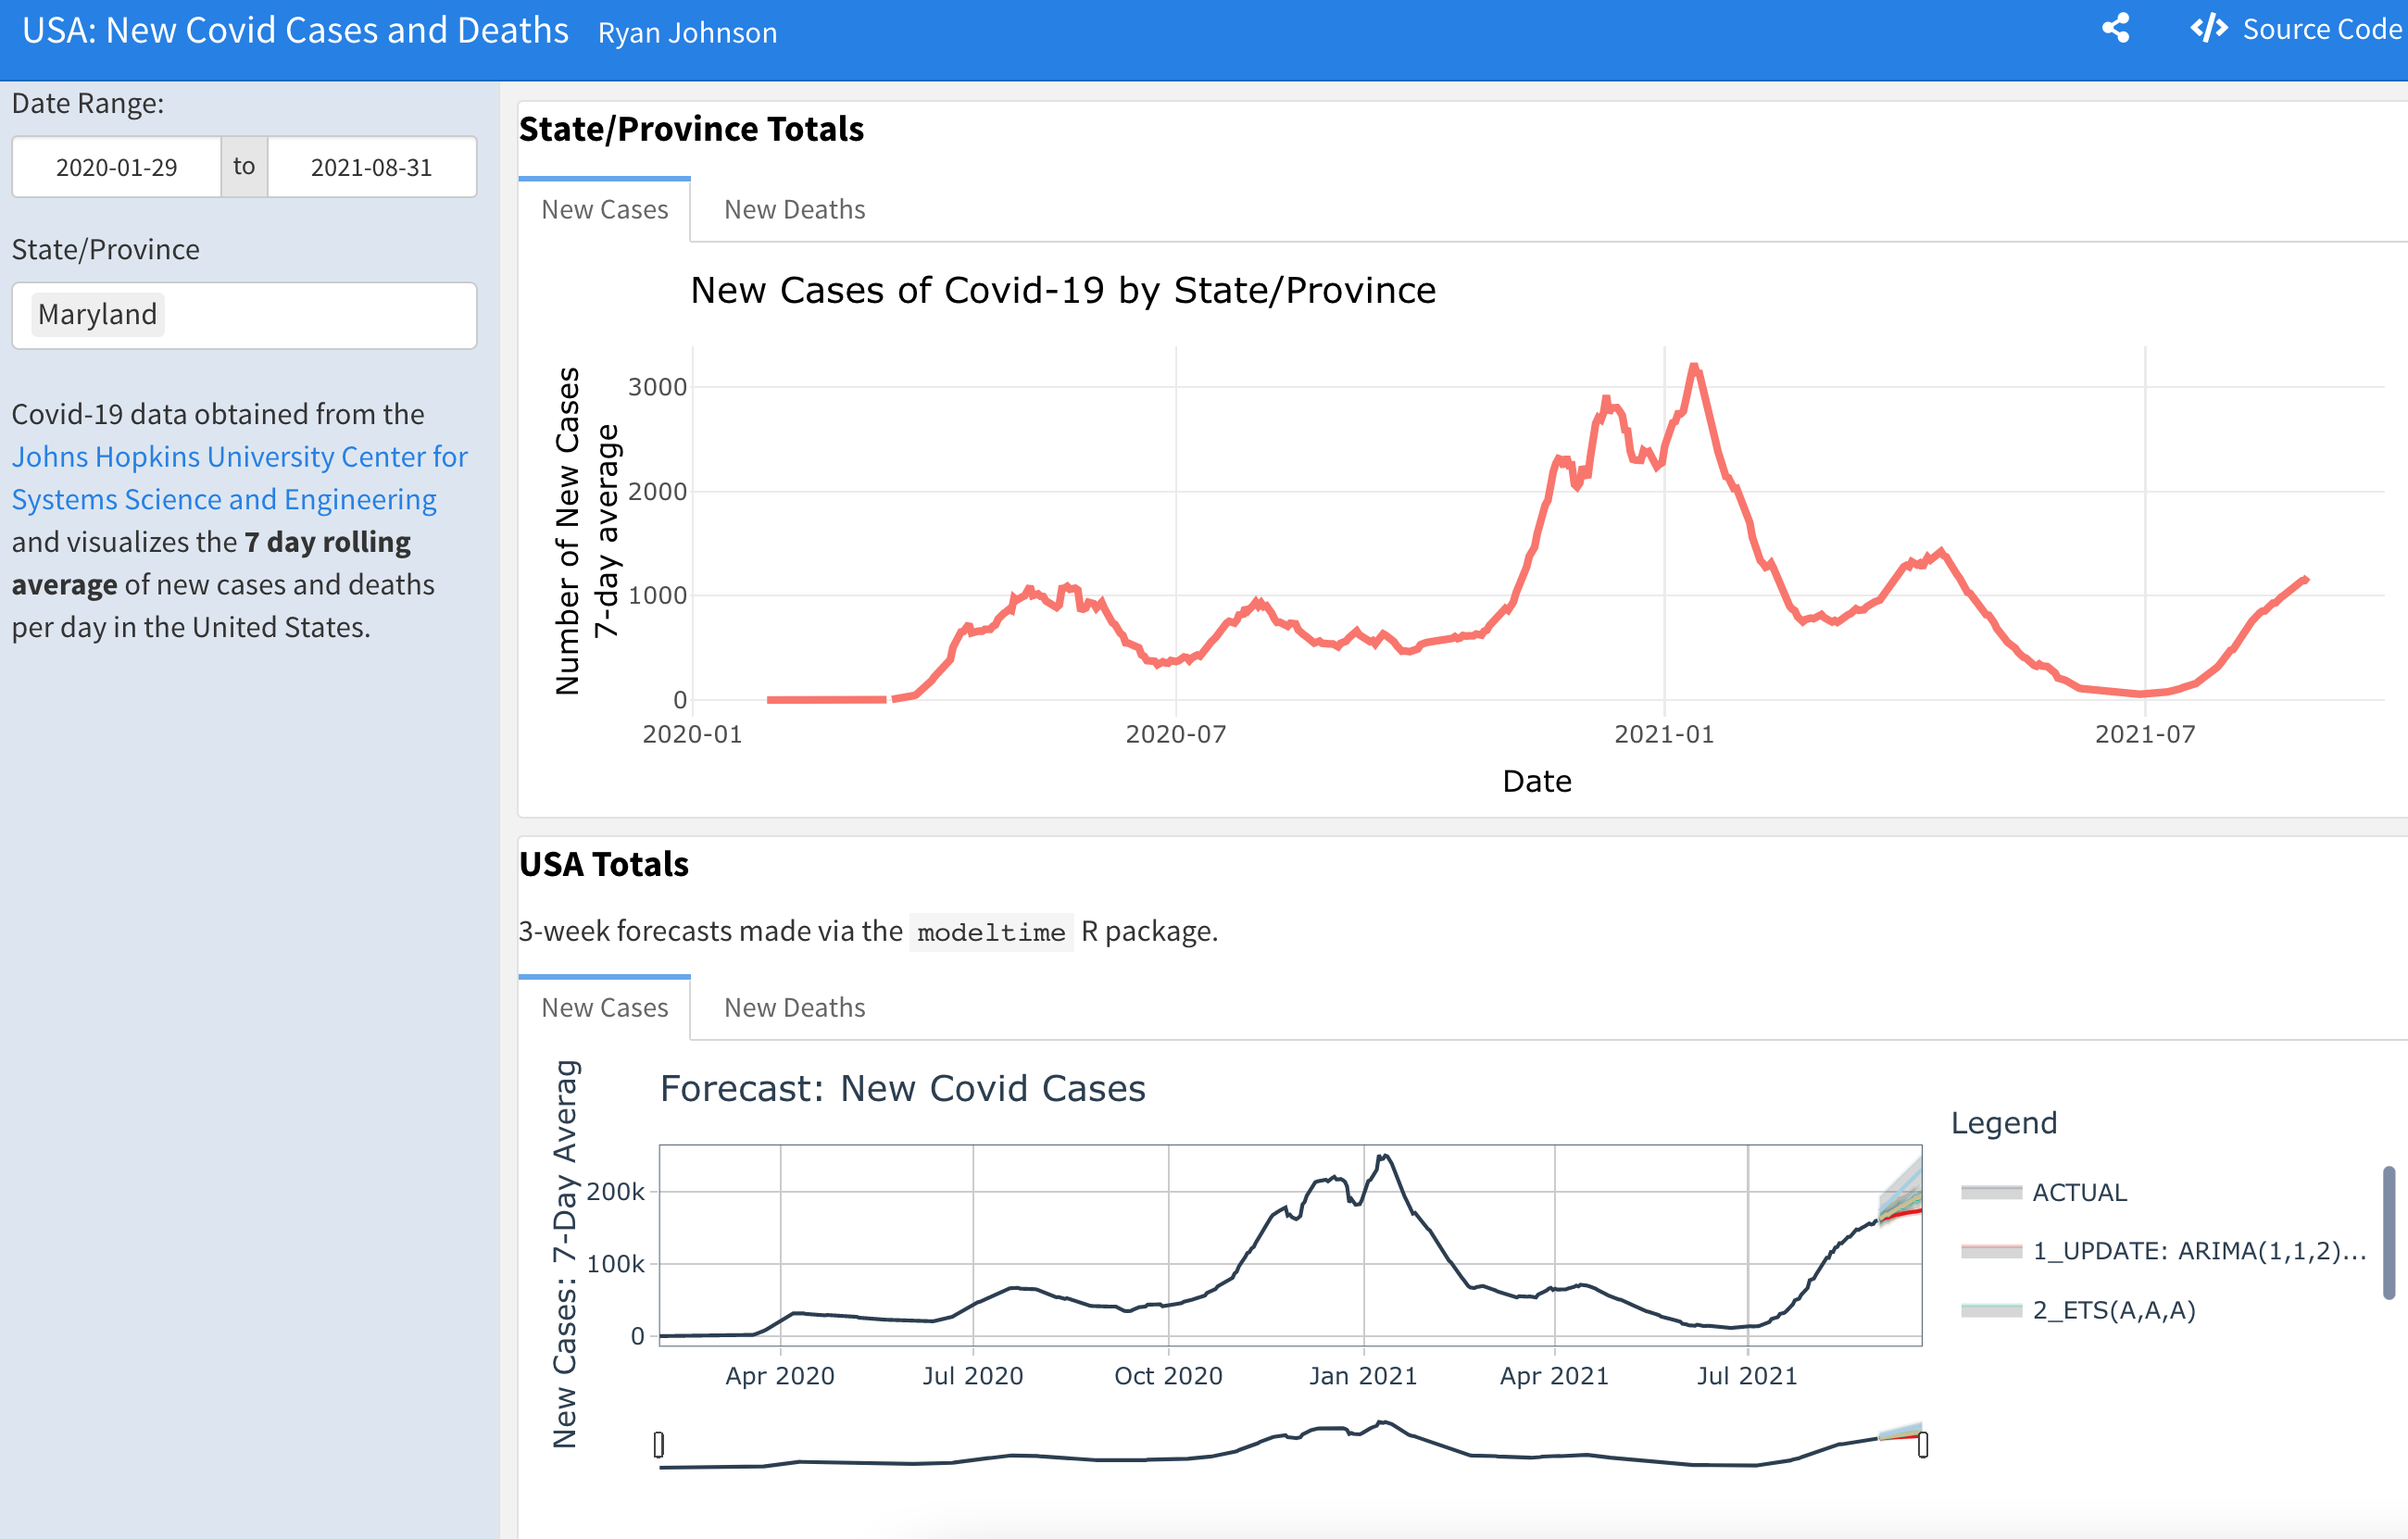 USA: New Covid Cases and Deaths Ryan Johnson
Source Code
Date Range:
2020-01-29 to 2021-08-31
State/Province
Maryland
Covid-19 data obtained from the
Johns Hopkins University Center for
Systems Science and Engineering
and visualizes the 7 day rolling
average of new cases and deaths
per day in the United States.
State/Province Totals
New Cases New Deaths
New Cases of Covid-19 by State/Province
Number of New Cases
7-day average
3000
2000
1000
0
2020-01 2020-07 2021-01 2021-07
Date
USA Totals
3-week forecasts made via the modeltime R package.
New Cases New Deaths
Forecast: New Covid Cases
New Cases: 7-Day Averag
200k
100k
0
Apr 2020 Jul 2020 Oct 2020 Jan 2021 Apr 2021 Jul 2021
Legend
ACTUAL
1_UPDATE: ARIMA(1,1,2)...
2_ETS(A,A,A)